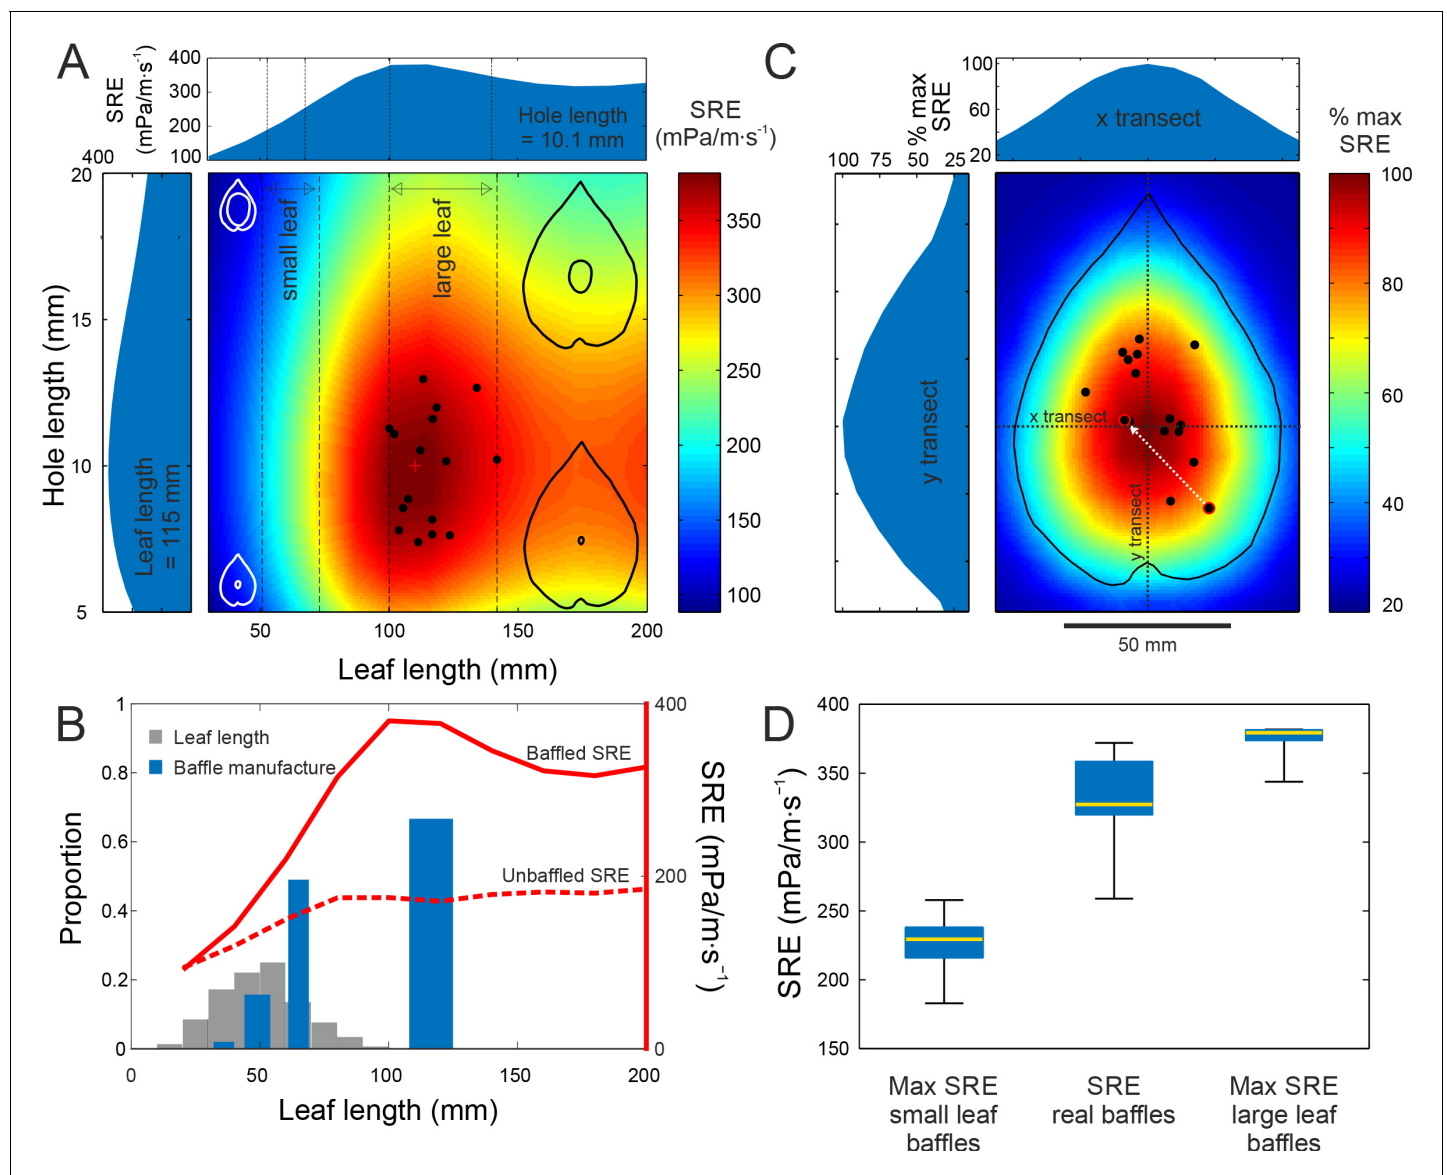 A
SRE
(mPa/m·s⁻¹)
400
300
200
100
Hole length
= 10.1 mm
SRE
(mPa/m·s⁻¹)
400
Hole length (mm)
20
15
10
5
Leaf length
= 115 mm
small leaf
large leaf
350
300
250
200
150
100
50
100
150
200
Leaf length (mm)
C
% max
SRE
100
60
20
x transect
% max
SRE
100
75
50
25
y transect
x transect
y transect
100
80
60
40
20
50 mm
B
Proportion
1
0.8
0.6
0.4
0.2
0
Leaf length
Baffle manufacture
Baffled SRE
Unbaffled SRE
400
200
0
SRE (mPa/m·s⁻¹)
0
50
100
150
200
Leaf length (mm)
D
SRE (mPa/m·s⁻¹)
400
350
300
250
200
150
Max SRE
small leaf
baffles
SRE
real baffles
Max SRE
large leaf
baffles